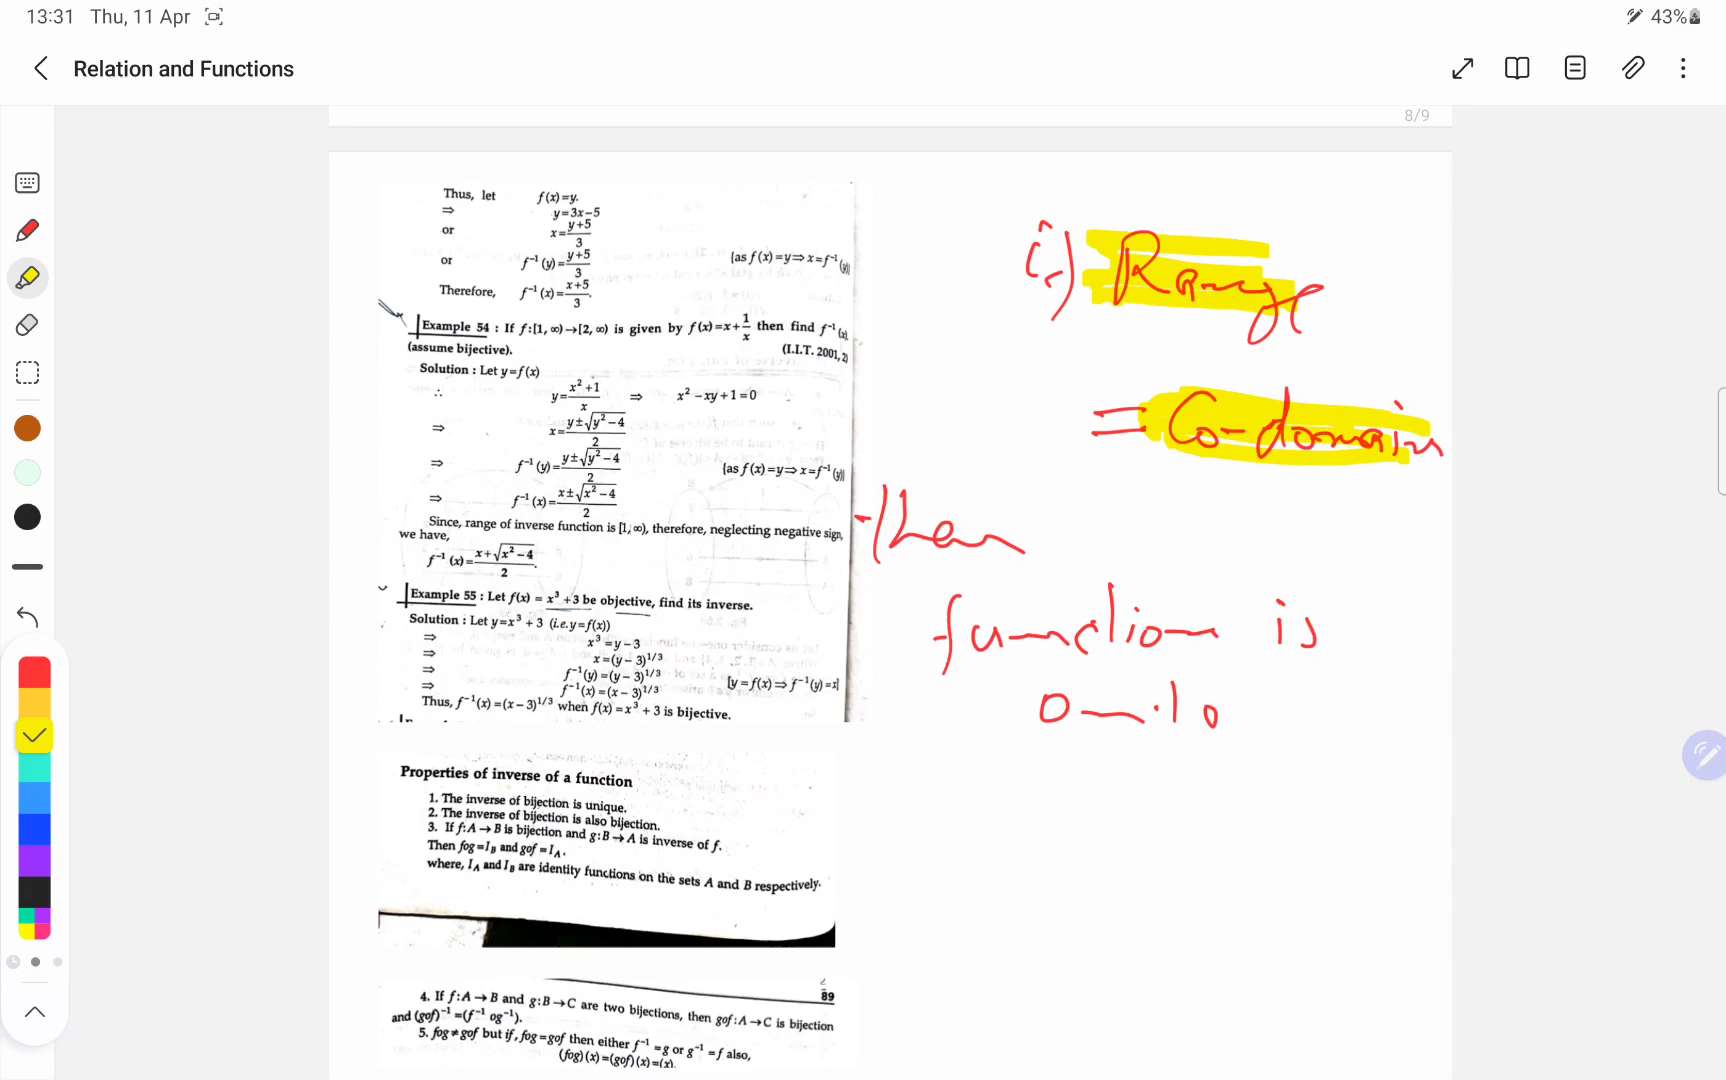 13:31 Thu, 11 Apr
43%
Relation and Functions
8/9
Thus, let f(x)=y.
⇒ y=3x−5
or x=(y+5)/3
or f⁻¹(y)=(y+5)/3 {as f(x)=y⇒x=f⁻¹(y)}
Therefore, f⁻¹(x)=(x+5)/3.
Example 54 : If f:[1, ∞)→[2, ∞) is given by f(x)=x+1/x then find f⁻¹(x).
(assume bijective). (I.I.T. 2001, 2)
Solution : Let y=f(x)
∴ y=(x²+1)/x ⇒ x²−xy+1=0
⇒ x=(y±√(y²−4))/2
⇒ f⁻¹(y)=(y±√(y²−4))/2 {as f(x)=y⇒x=f⁻¹(y)}
⇒ f⁻¹(x)=(x±√(x²−4))/2
Since, range of inverse function is [1, ∞), therefore, neglecting negative sign,
we have,
f⁻¹(x)=(x+√(x²−4))/2.
Example 55 : Let f(x) = x³+3 be objective, find its inverse.
Solution : Let y=x³+3 (i.e. y=f(x))
⇒ x³=y−3
⇒ x=(y−3)^1/3
⇒ f⁻¹(y)=(y−3)^1/3 [y=f(x)⇒f⁻¹(y)=x]
⇒ f⁻¹(x)=(x−3)^1/3
Thus, f⁻¹(x)=(x−3)^1/3 when f(x)=x³+3 is bijective.
Properties of inverse of a function
1. The inverse of bijection is unique.
2. The inverse of bijection is also bijection.
3. If f:A→B is bijection and g:B→A is inverse of f.
Then fog=I_B and gof=I_A.
where, I_A and I_B are identity functions on the sets A and B respectively.
89
4. If f:A→B and g:B→C are two bijections, then gof:A→C is bijection
and (gof)⁻¹=(f⁻¹ og⁻¹).
5. fog≠gof but if, fog=gof then either f⁻¹=g or g⁻¹=f also,
(fog)(x)=(gof)(x)=(x).
Range
= Co-domain
then
function is
onto